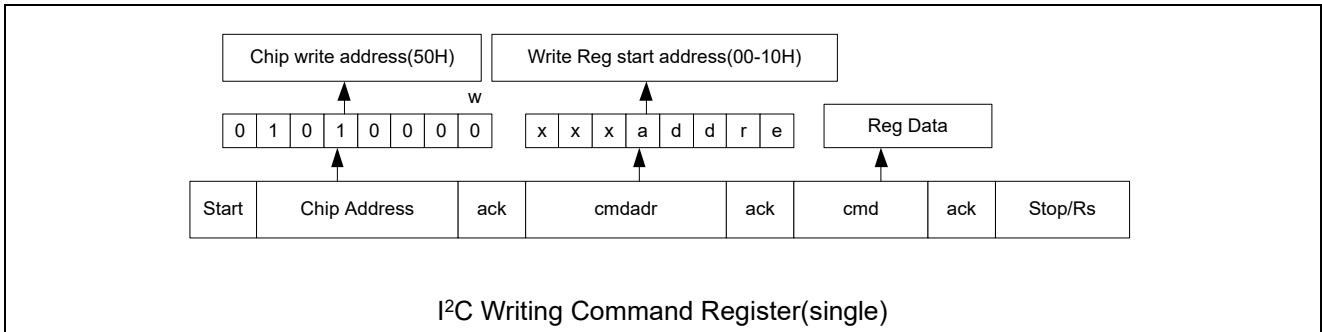 Chip write address(50H) Write Reg start address(00-10H)
w
0 1 0 1 0 0 0 0 x x x a d d r e Reg Data
Start Chip Address ack cmdadr ack cmd ack Stop/Rs
I²C Writing Command Register(single)